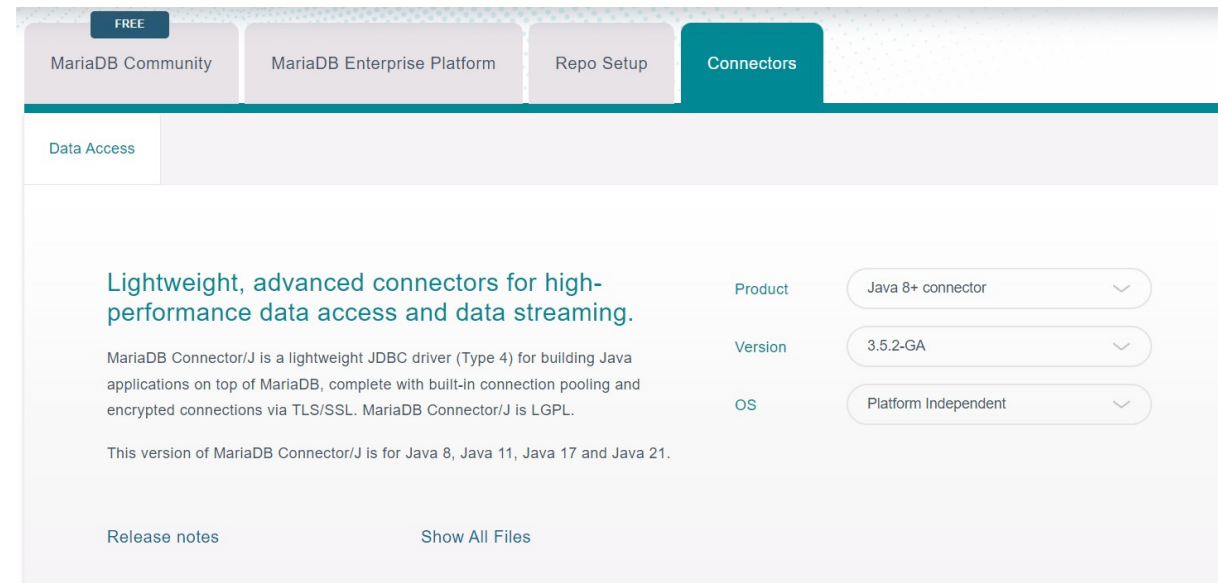 FREE
MariaDB Community
MariaDB Enterprise Platform
Repo Setup
Connectors
Data Access
Lightweight, advanced connectors for high-
performance data access and data streaming.
MariaDB Connector/J is a lightweight JDBC driver (Type 4) for building Java
applications on top of MariaDB, complete with built-in connection pooling and
encrypted connections via TLS/SSL. MariaDB Connector/J is LGPL.
This version of MariaDB Connector/J is for Java 8, Java 11, Java 17 and Java 21.
Release notes
Show All Files
Product
Java 8+ connector
Version
3.5.2-GA
OS
Platform Independent